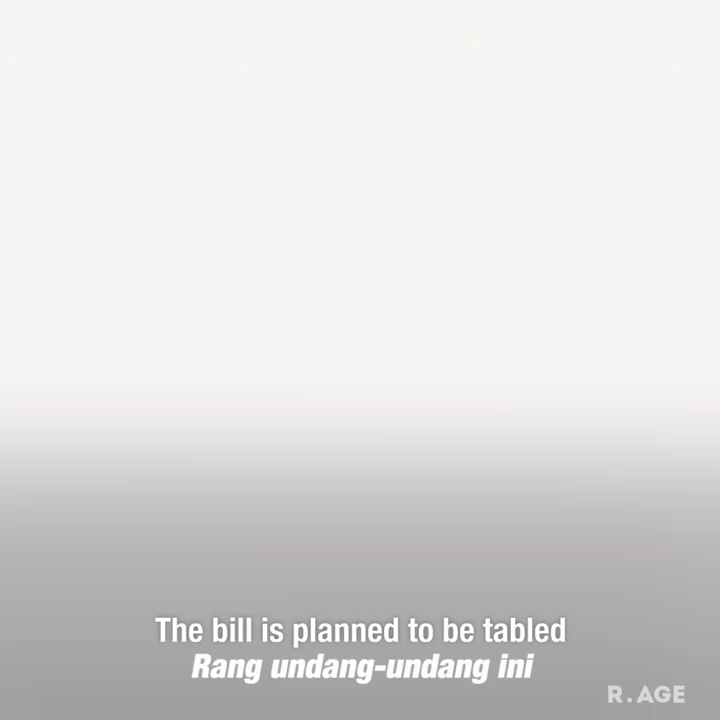 The bill is planned to be tabled
Rang undang-undang ini
R.AGE